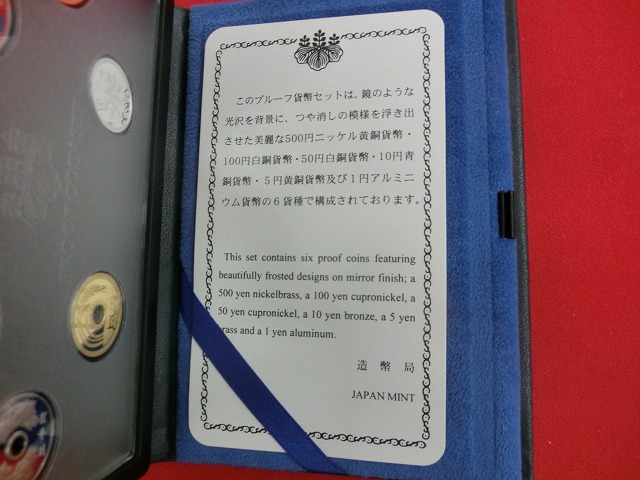 このプルーフ貨幣セットは、鏡のような
光沢を背景に、つや消しの模様を浮き出
させた美麗な500円ニッケル黄銅貨幣・
100円白銅貨幣・50円白銅貨幣・10円青
銅貨幣・5円黄銅貨幣及び1円アルミニ
ウム貨幣の6貨種で構成されております。
This set contains six proof coins featuring
beautifully frosted designs on mirror finish; a
500 yen nickelbrass, a 100 yen cupronickel, a
50 yen cupronickel, a 10 yen bronze, a 5 yen
and a 1 yen aluminum.
造幣局
JAPAN MINT